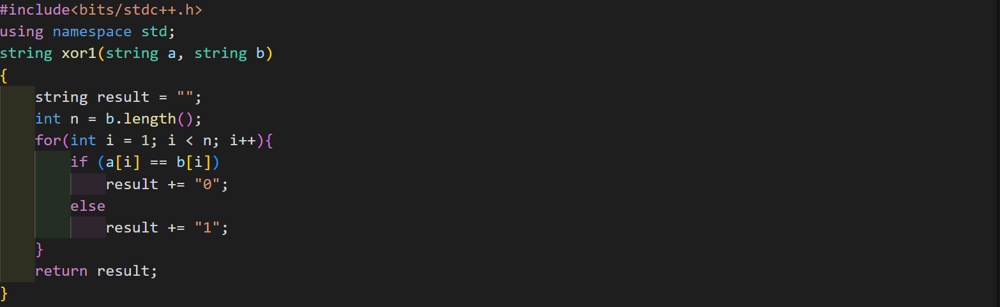 #include<bits/stdc++.h>
using namespace std;
string xor1(string a, string b)
{
    string result = "";
    int n = b.length();
    for(int i = 1; i < n; i++){
        if (a[i] == b[i])
            result += "0";
        else
            result += "1";
    }
    return result;
}